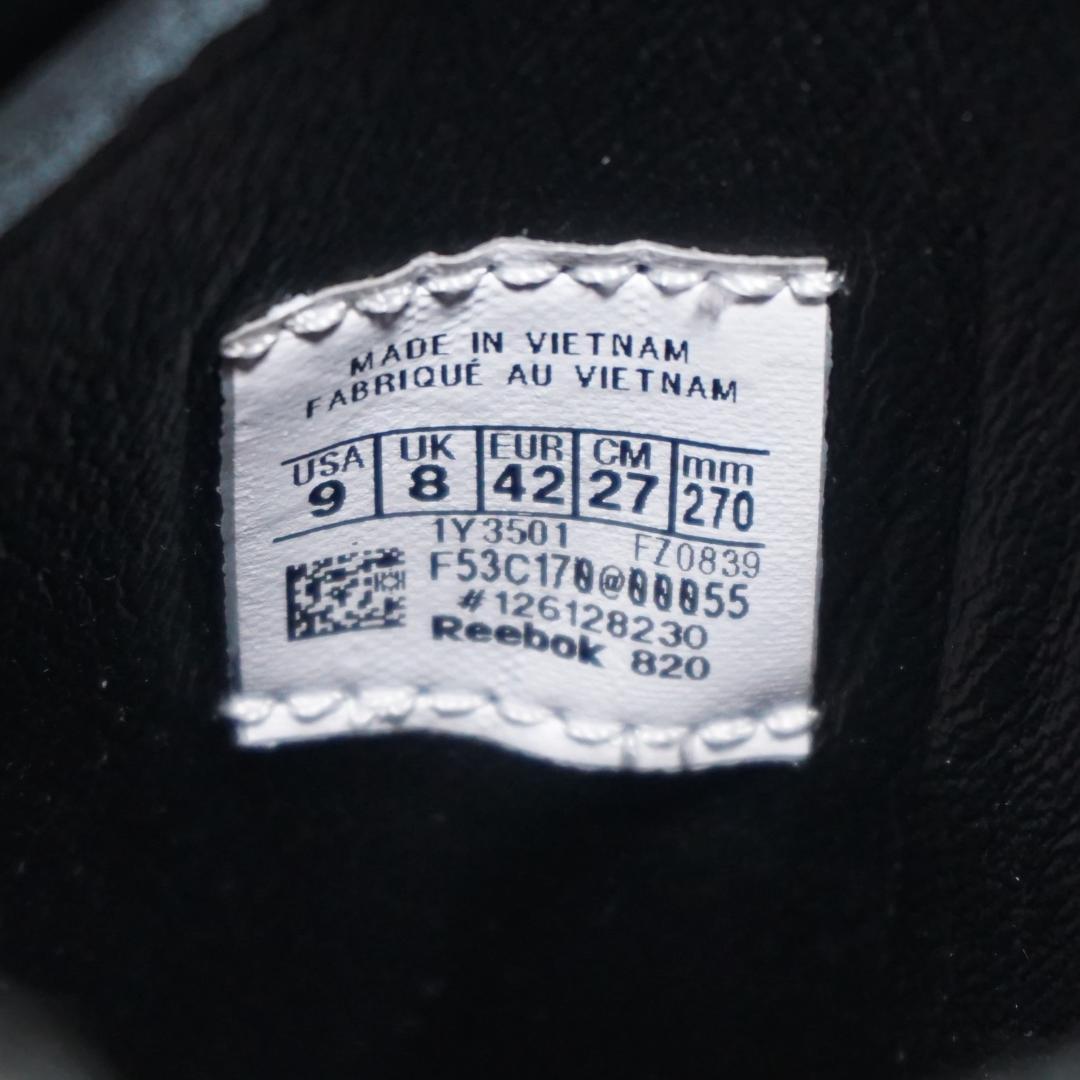 MADE IN VIETNAM
FABRIQUÉ AU VIETNAM
USA UK EUR CM mm
9 8 42 27 270
1Y3501 FZ0839
F53C170@00055
#126128230
Reebok 820